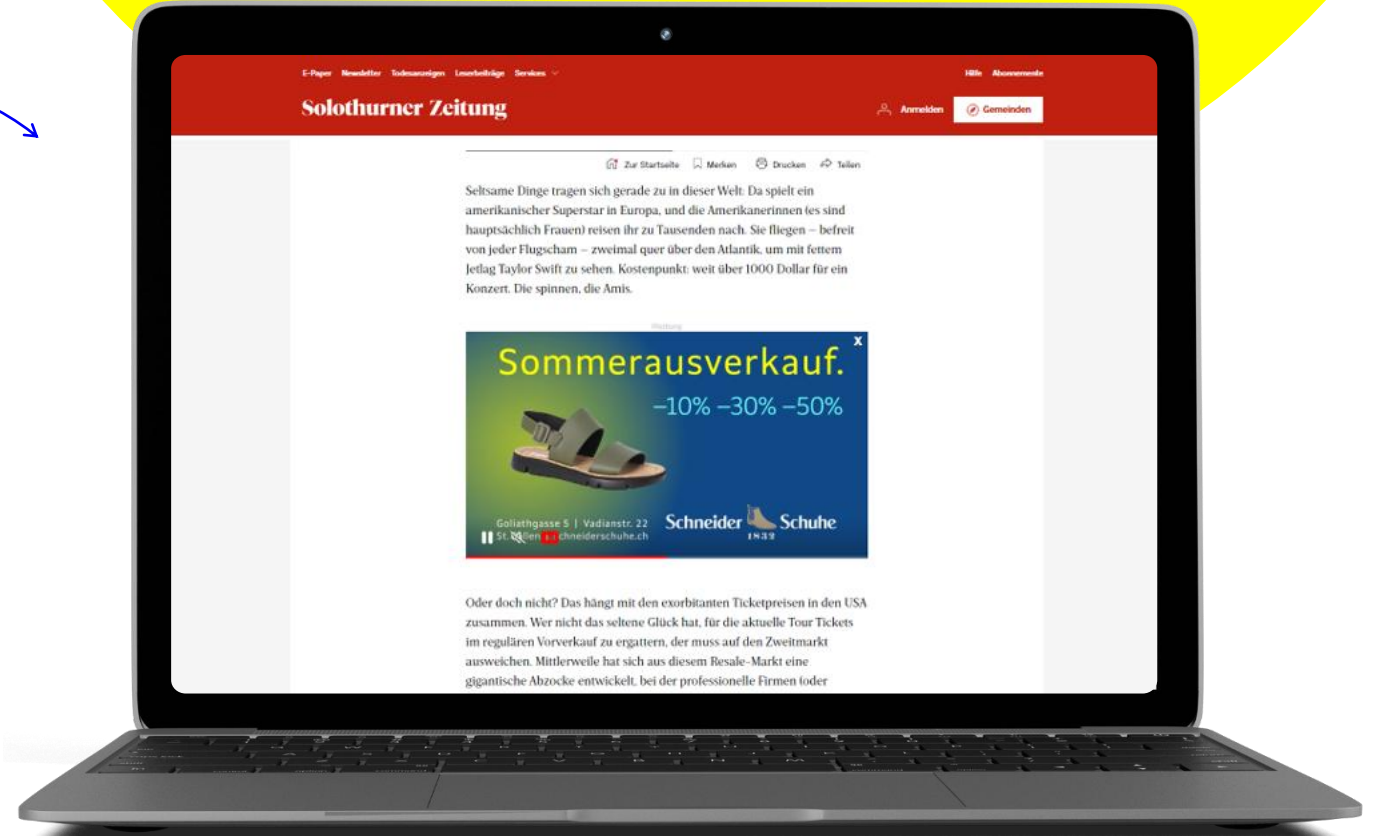 E-Paper Newsletter Todesanzeigen Leserbeiträge Services
Hilfe Abonnemente
Solothurner Zeitung
Anmelden
Gemeinden
Zur Startseite Merken Drucken Teilen
Seltsame Dinge tragen sich gerade zu in dieser Welt: Da spielt ein
amerikanischer Superstar in Europa, und die Amerikanerinnen (es sind
hauptsächlich Frauen) reisen ihr zu Tausenden nach. Sie fliegen – befreit
von jeder Flugscham – zweimal quer über den Atlantik, um mit fettem
Jetlag Taylor Swift zu sehen. Kostenpunkt: weit über 1000 Dollar für ein
Konzert. Die spinnen, die Amis.
Werbung
X
Sommerausverkauf.
–10% –30% –50%
Goliathgasse 5 | Vadianstr. 22
St. chneiderschuhe.ch
Schneider Schuhe
1832
Oder doch nicht? Das hängt mit den exorbitanten Ticketpreisen in den USA
zusammen. Wer nicht das seltene Glück hat, für die aktuelle Tour Tickets
im regulären Vorverkauf zu ergattern, der muss auf den Zweitmarkt
ausweichen. Mittlerweile hat sich aus diesem Resale-Markt eine
gigantische Abzocke entwickelt, bei der professionelle Firmen (oder